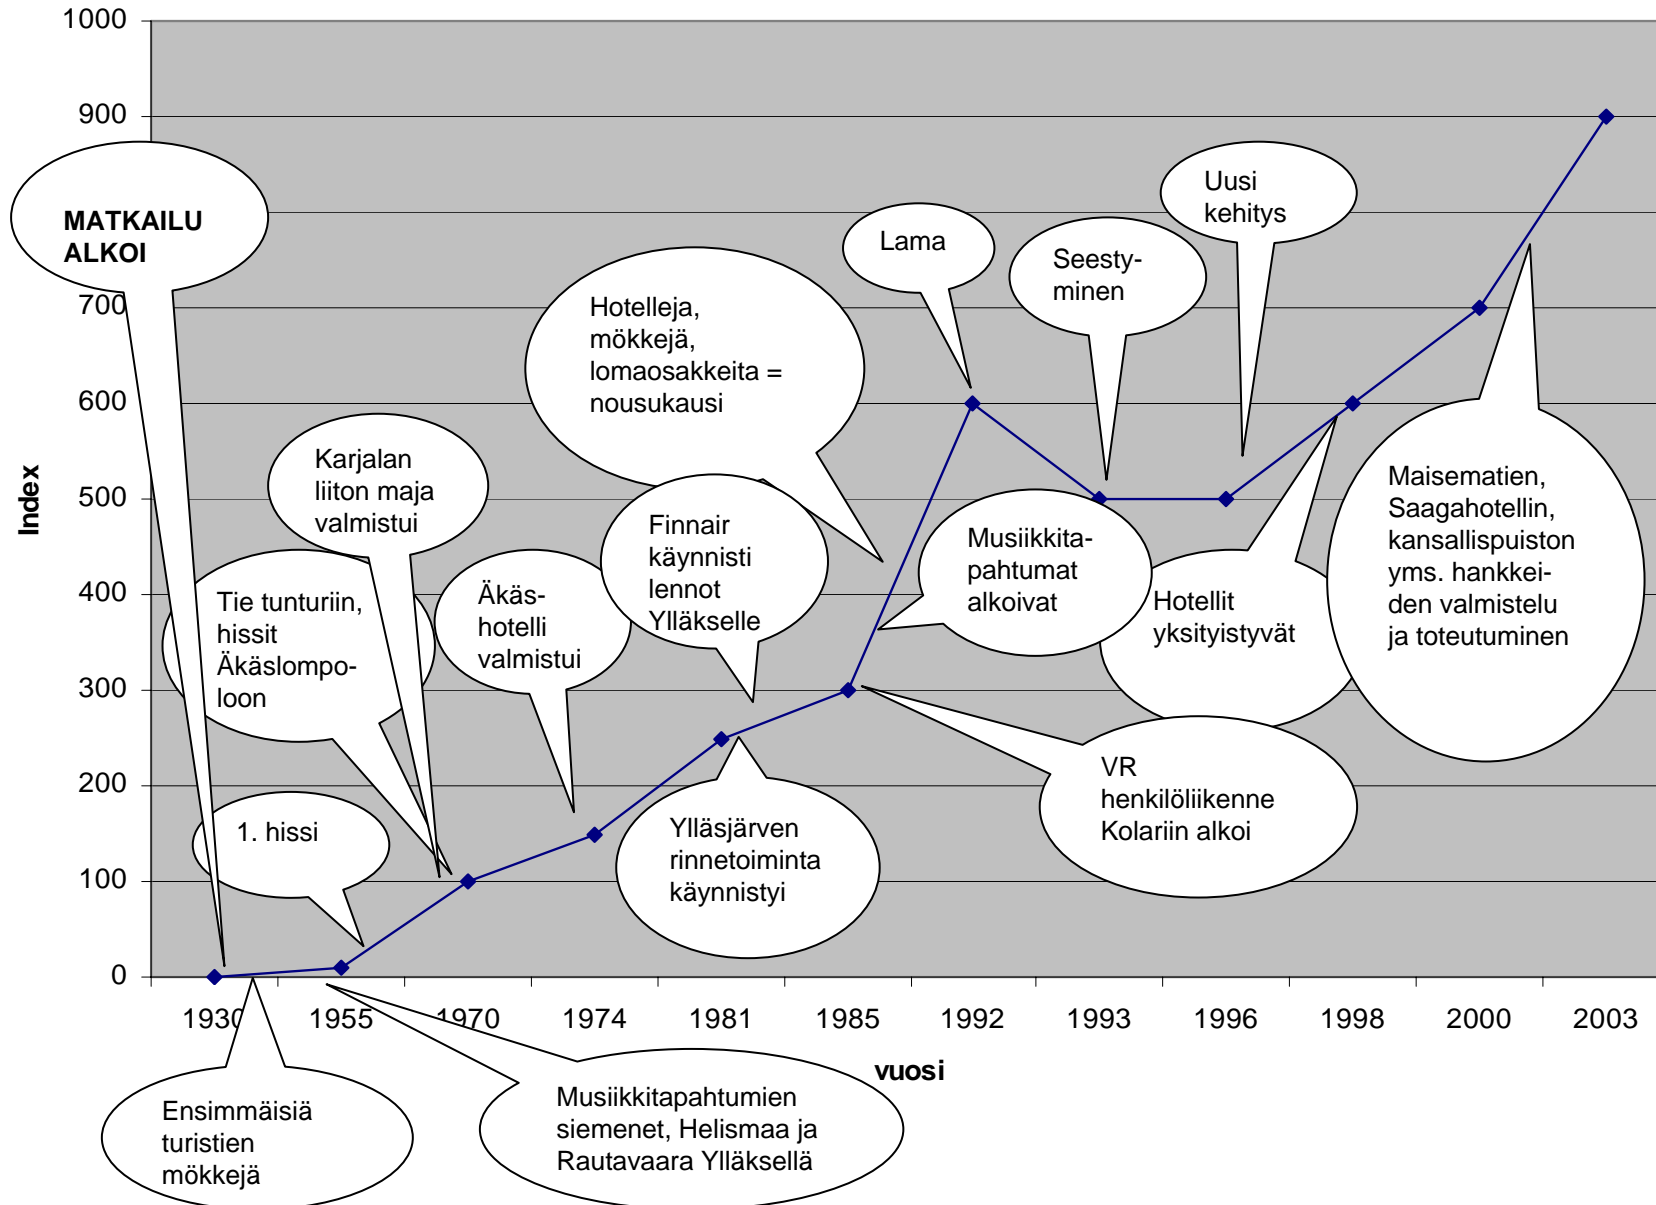 1000
900
700
600
500
400
300
200
100
0
Index
MATKAILU
ALKOI
Tie tunturiin,
hissit
Äkäslompo-
loon
Karjalan
liiton maja
valmistui
1. hissi
Äkäs-
hotelli
valmistui
Hotelleja,
mökkejä,
lomaosakkeita =
nousukausi
Finnair
käynnisti
lennot
Ylläkselle
Ylläsjärven
rinnetoiminta
käynnistyi
Lama
Seesty-
minen
Uusi
kehitys
Musiikkita-
pahtumat
alkoivat
Hotellit
yksityistyvät
VR
henkilöliikenne
Kolariin alkoi
Maisematien,
Saagahotellin,
kansallispuiston
yms. hankkei-
den valmistelu
ja toteutuminen
1930 1955 1970 1974 1981 1985 1992 1993 1996 1998 2000 2003
vuosi
Ensimmäisiä
turistien
mökkejä
Musiikkitapahtumien
siemenet, Helismaa ja
Rautavaara Ylläksellä